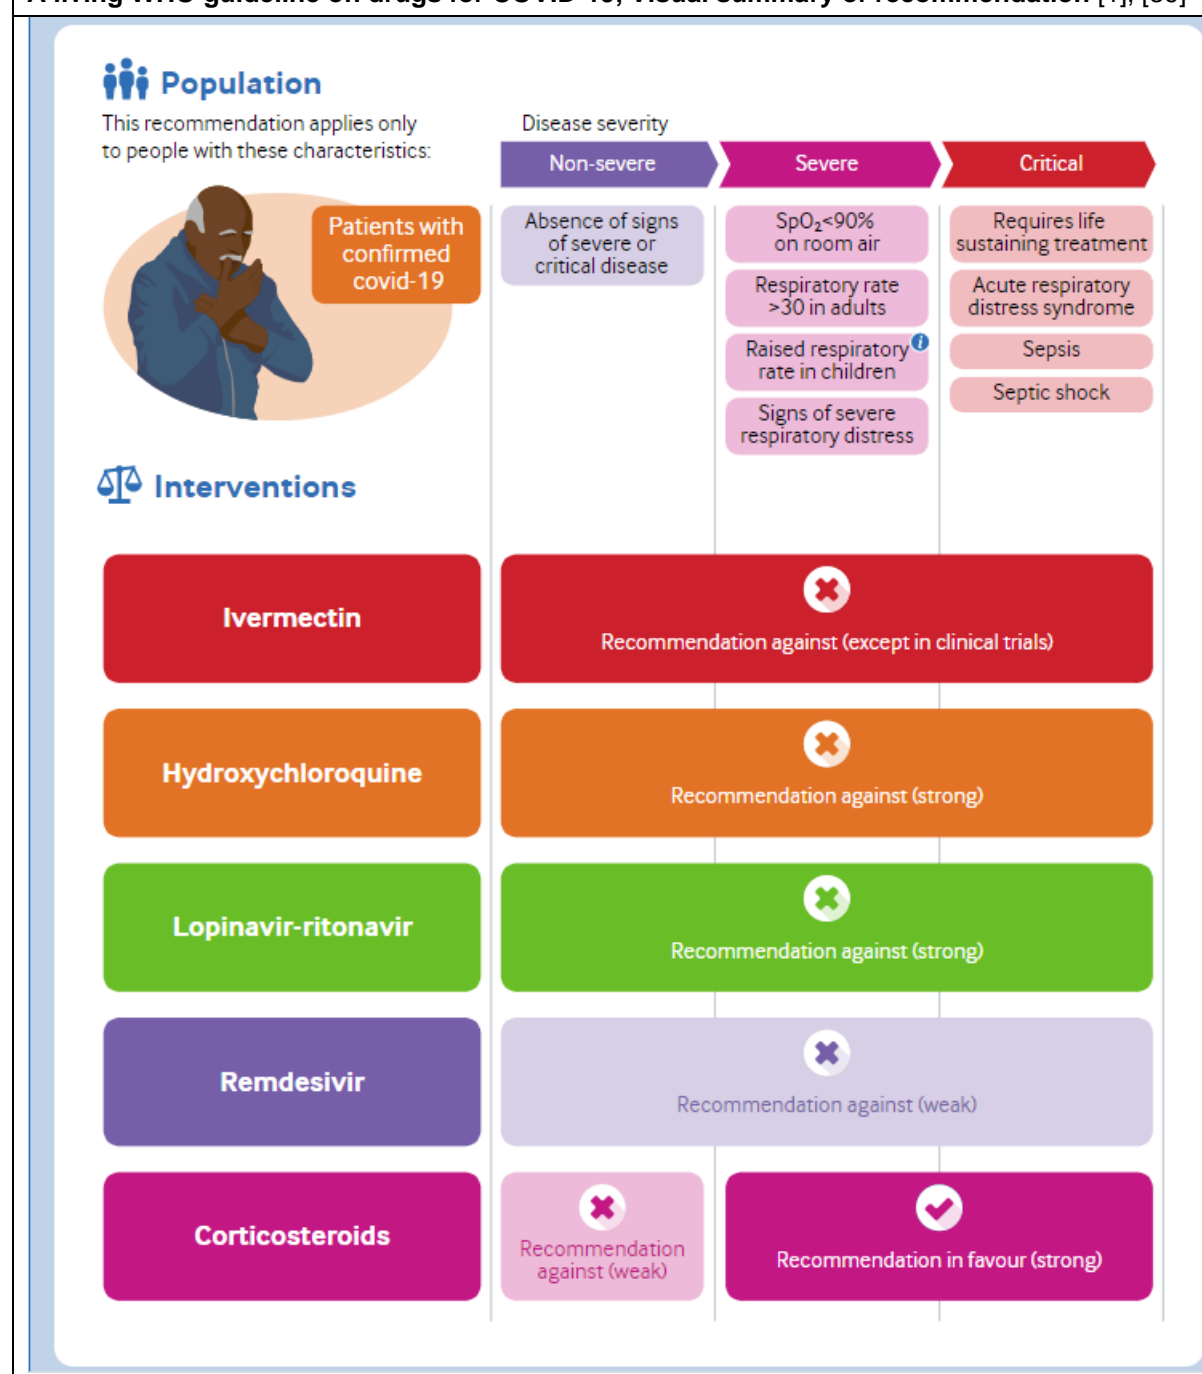 Population
This recommendation applies only
to people with these characteristics:
Patients with
confirmed
covid-19
Disease severity
Non-severe
Severe
Critical
Absence of signs
of severe or
critical disease
SpO₂<90%
on room air
Respiratory rate
>30 in adults
Raised respiratory
rate in children
i
Signs of severe
respiratory distress
Requires life
sustaining treatment
Acute respiratory
distress syndrome
Sepsis
Septic shock
Interventions
Ivermectin
Recommendation against (except in clinical trials)
Hydroxychloroquine
Recommendation against (strong)
Lopinavir-ritonavir
Recommendation against (strong)
Remdesivir
Recommendation against (weak)
Corticosteroids
Recommendation
against (weak)
Recommendation in favour (strong)